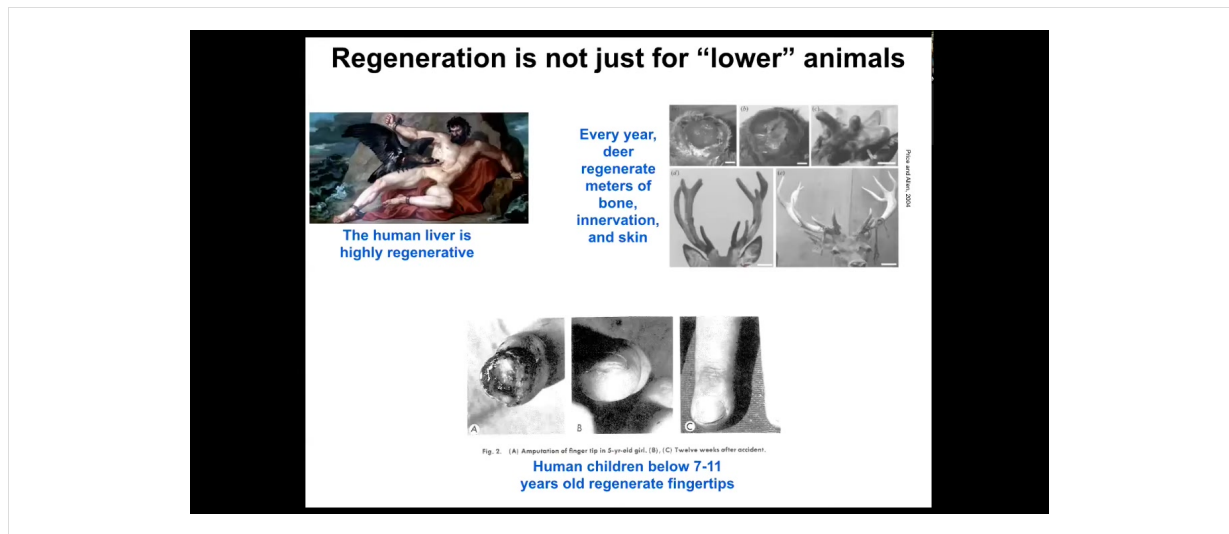 Regeneration is not just for “lower” animals
The human liver is
highly regenerative
Every year,
deer
regenerate
meters of
bone,
innervation,
and skin
(b)
(c)
(d)
(e)
Price and Allen, 2004
A
B
C
Fig. 2. (A) Amputation of finger tip in 5-yr-old girl. (B), (C) Twelve weeks after accident.
Human children below 7-11
years old regenerate fingertips